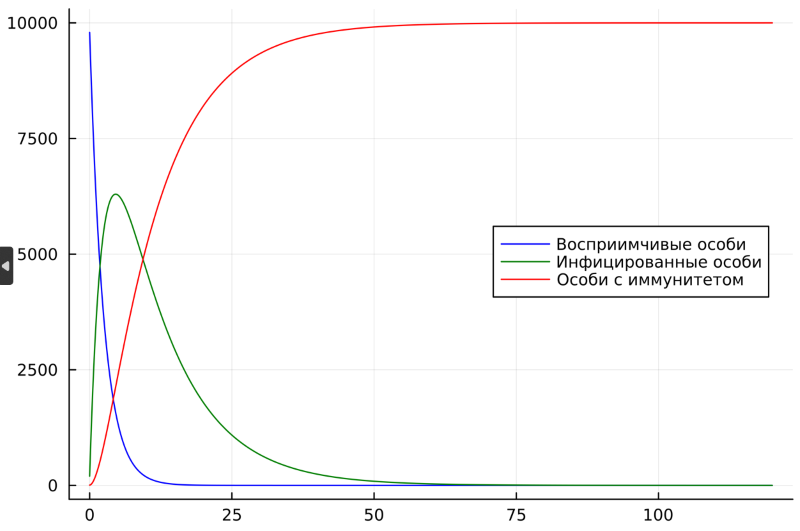 10000
7500
5000
2500
0
Восприимчивые особи
Инфицированные особи
Особи с иммунитетом
0 25 50 75 100